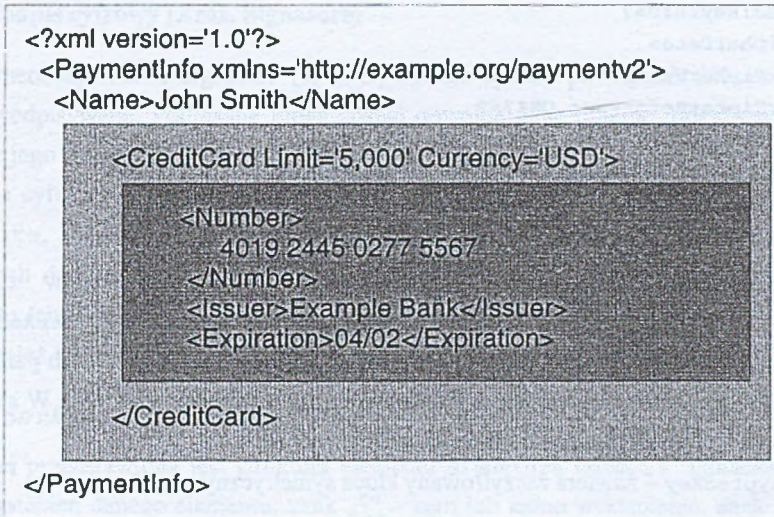 <?xml version='1.0'?>
<PaymentInfo xmlns='http://example.org/paymentv2'>
<Name>John Smith</Name>
<CreditCard Limit='5,000' Currency='USD'>
<Number>
4019 2445 0277 5567
</Number>
<Issuer>Example Bank</Issuer>
<Expiration>04/02</Expiration>
</CreditCard>
</PaymentInfo>